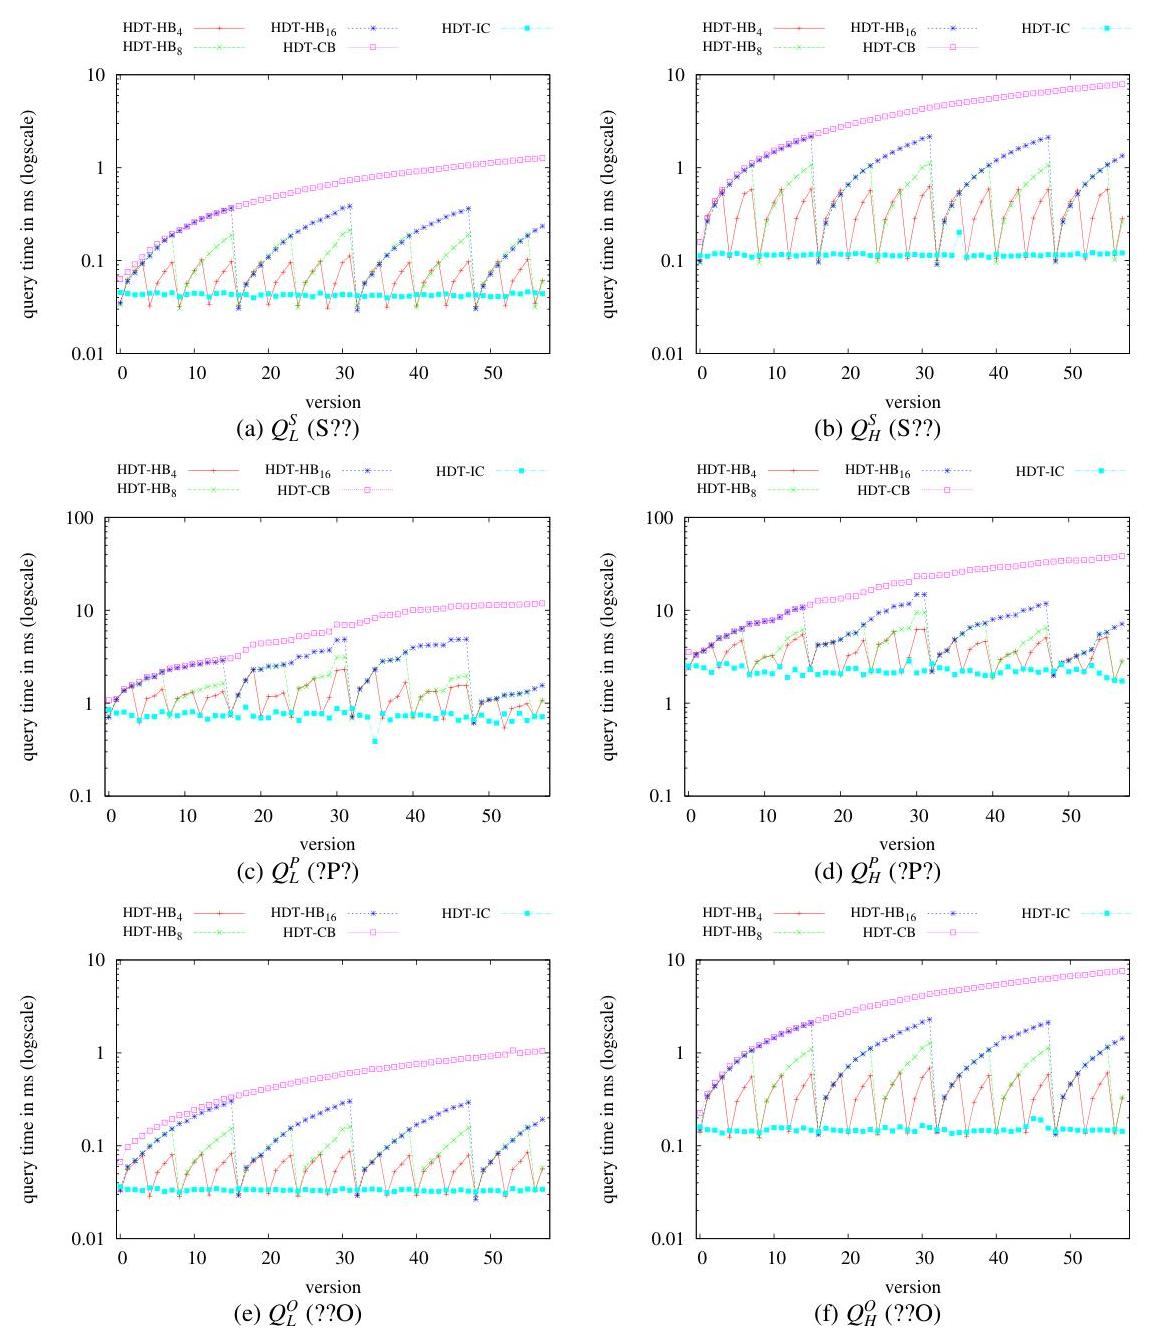 HDT-HB4 HDT-HB16 HDT-IC
HDT-HB8 HDT-CB
10
1
0.1
0.01
query time in ms (logscale)
0 10 20 30 40 50
version
(a) Q_L^S (S??)
HDT-HB4 HDT-HB16 HDT-IC
HDT-HB8 HDT-CB
10
1
0.1
0.01
query time in ms (logscale)
0 10 20 30 40 50
version
(b) Q_H^S (S??)
HDT-HB4 HDT-HB16 HDT-IC
HDT-HB8 HDT-CB
100
10
1
0.1
query time in ms (logscale)
0 10 20 30 40 50
version
(c) Q_L^P (?P?)
HDT-HB4 HDT-HB16 HDT-IC
HDT-HB8 HDT-CB
100
10
1
0.1
query time in ms (logscale)
0 10 20 30 40 50
version
(d) Q_H^P (?P?)
HDT-HB4 HDT-HB16 HDT-IC
HDT-HB8 HDT-CB
10
1
0.1
0.01
query time in ms (logscale)
0 10 20 30 40 50
version
(e) Q_L^O (??O)
HDT-HB4 HDT-HB16 HDT-IC
HDT-HB8 HDT-CB
10
1
0.1
0.01
query time in ms (logscale)
0 10 20 30 40 50
version
(f) Q_H^O (??O)